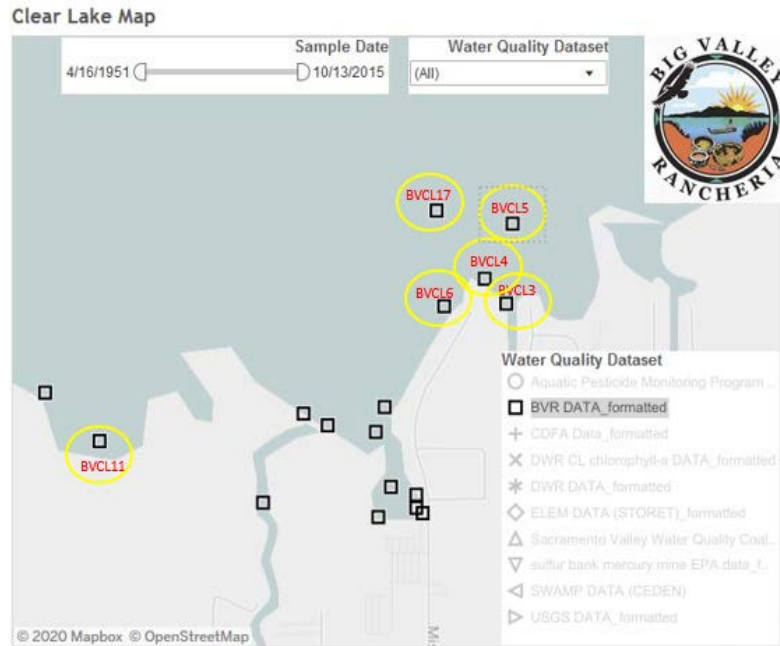 Clear Lake Map
Sample Date
4/16/1951 10/13/2015
Water Quality Dataset
(All)
BIG VALLEY
RANCHERIA
BVCL17
BVCL5
BVCL4
BVCL6
BVCL3
BVCL11
Water Quality Dataset
Aquatic Pesticide Monitoring Program ..
BVR DATA_formatted
CDFA Data_formatted
DWR CL chlorophyll-a DATA_formatted
DWR DATA_formatted
ELEM DATA (STORET)_formatted
Sacramento Valley Water Quality Coal..
sulfur bank mercury mine EPA data_f..
SWAMP DATA (CEDEN)
USGS DATA_formatted
Mis
© 2020 Mapbox © OpenStreetMap